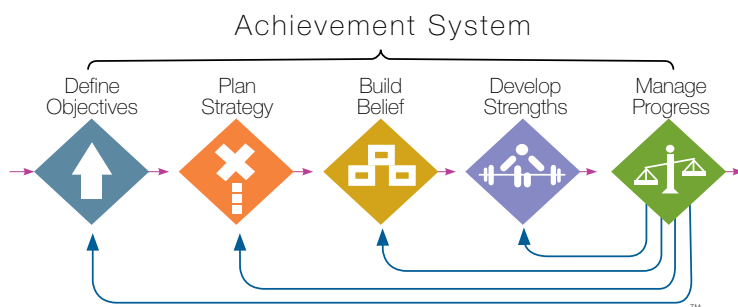 Achievement System
Define
Objectives
Plan
Strategy
Build
Belief
Develop
Strengths
Manage
Progress
TM